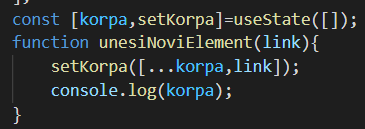 const [korpa,setKorpa]=useState([]);
function unesiNoviElement(link){
setKorpa([...korpa,link]);
console.log(korpa);
}